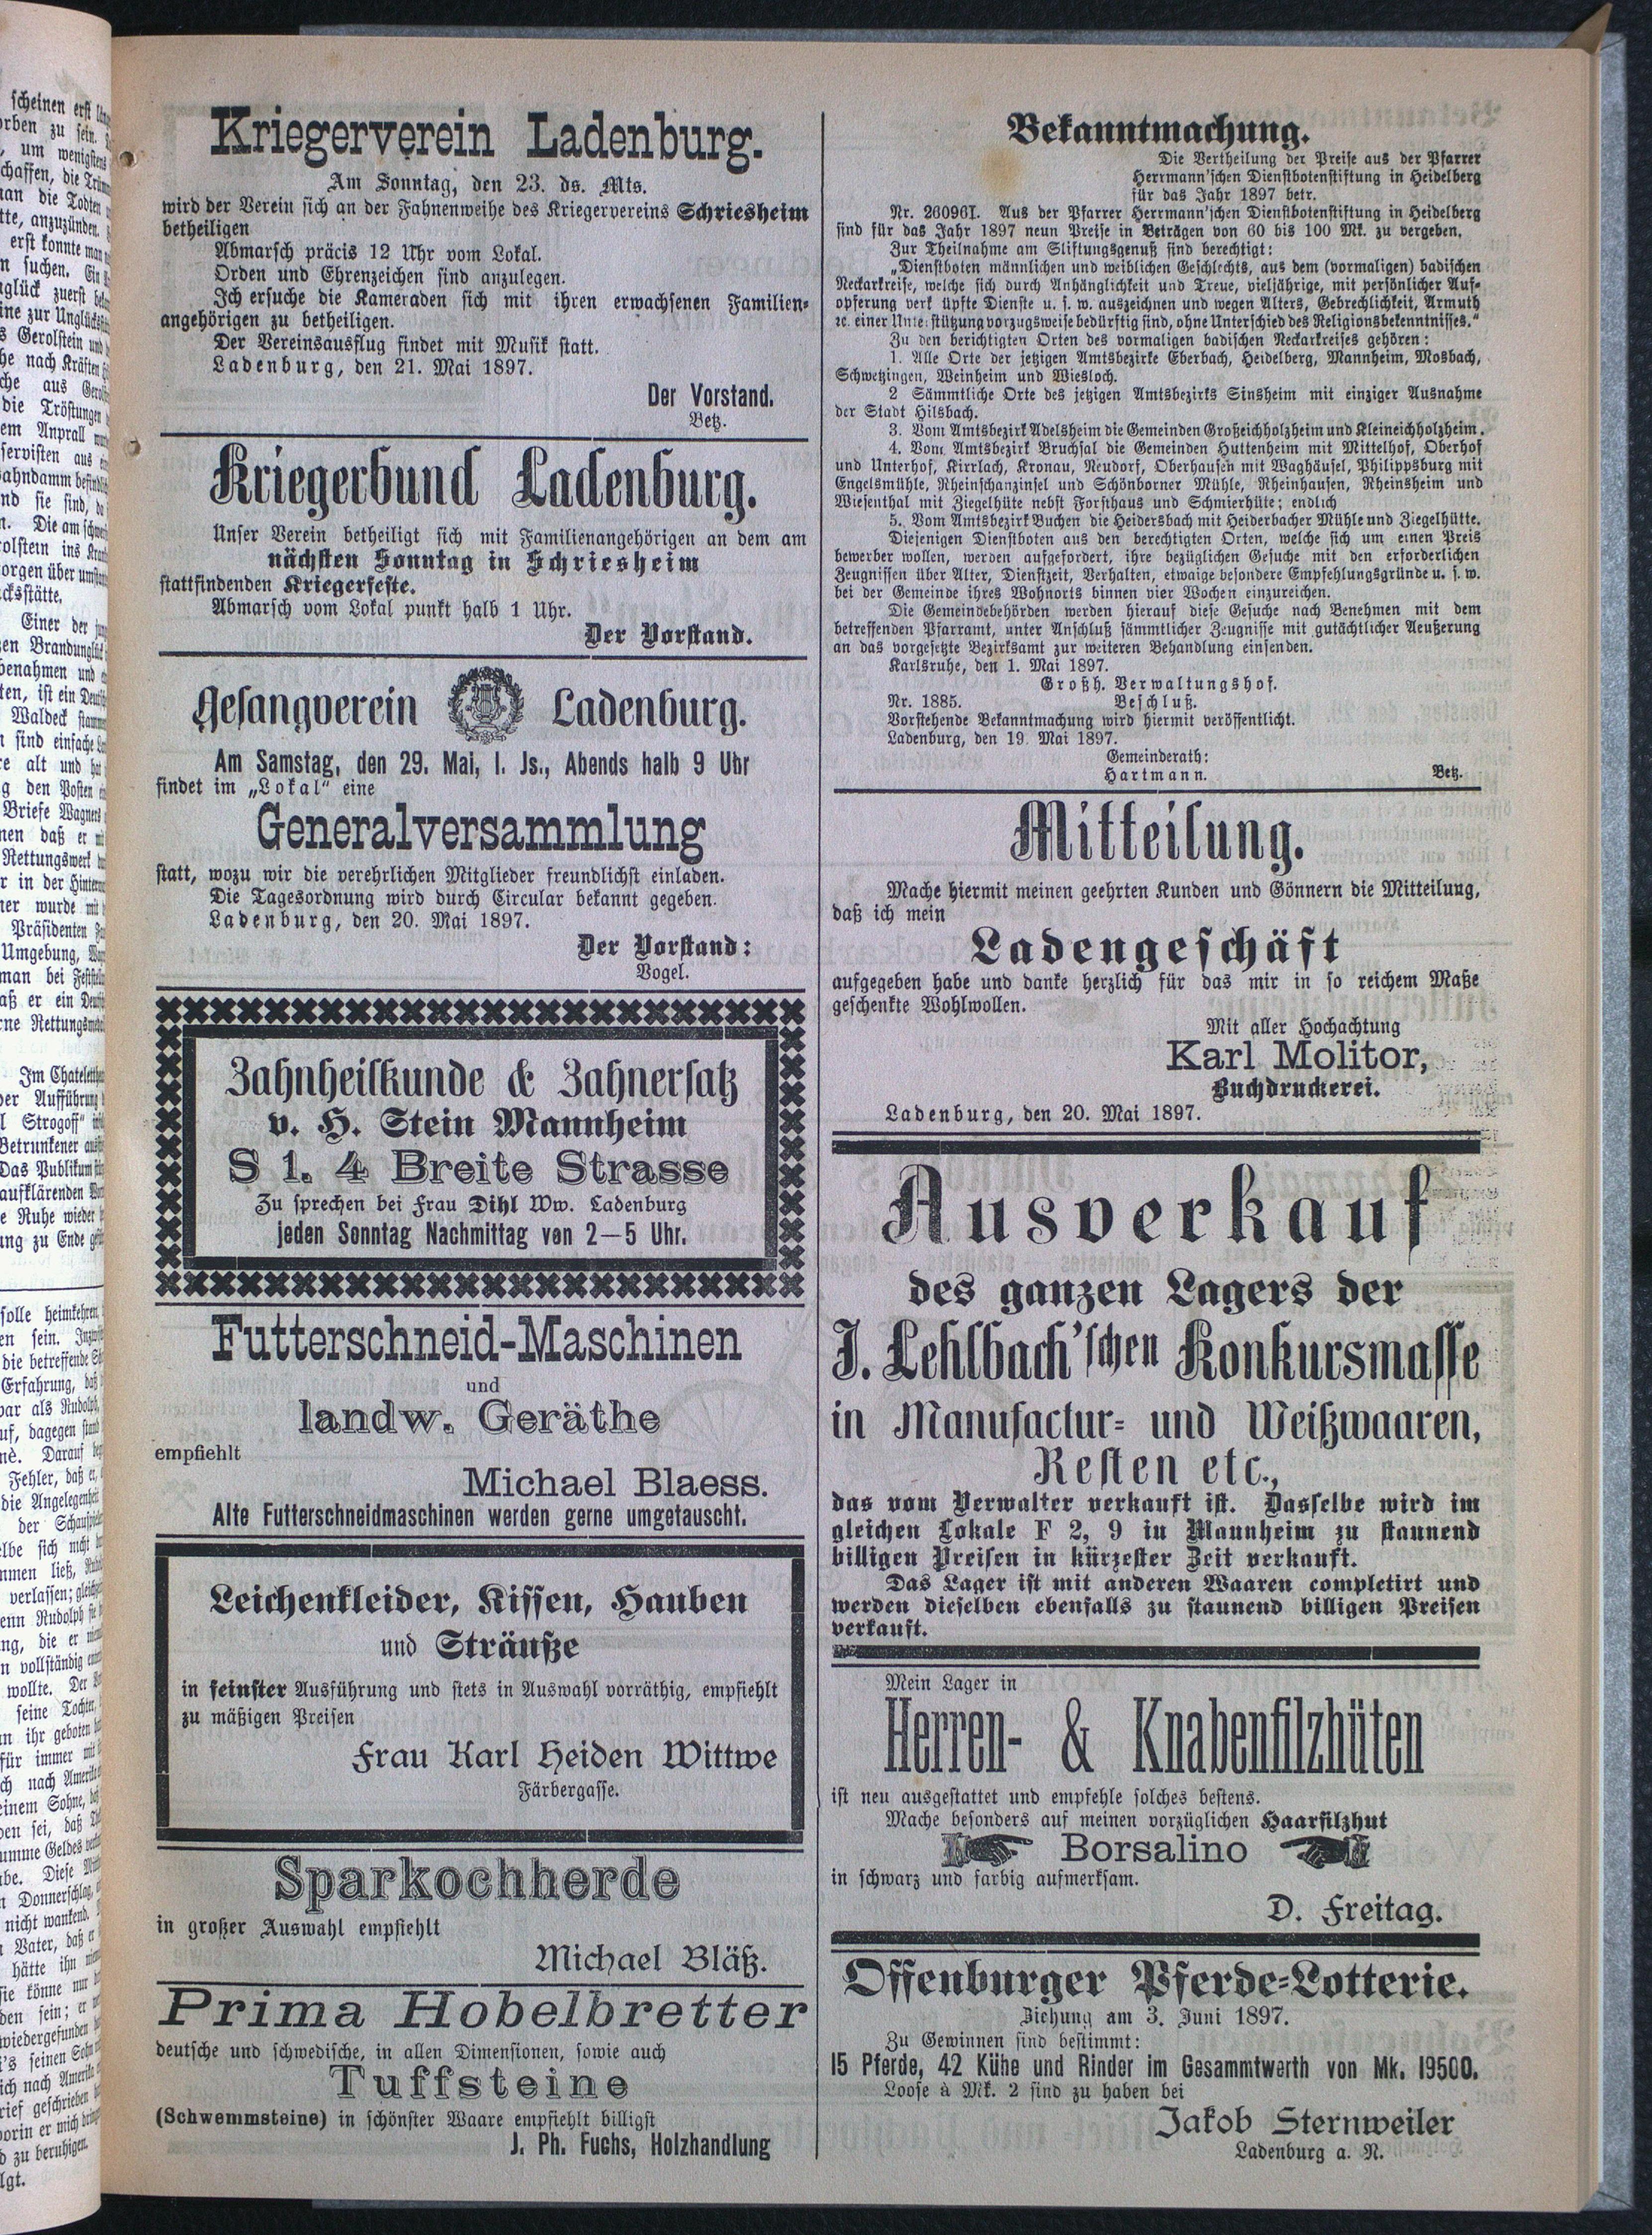 Kriegerverein Ladenburg.
Am Sonntag, den 23. ds. Mts.
wird der Verein sich an der Fahnenweihe des Kriegervereins Schriesheim
betheiligen
Abmarsch präcis 12 Uhr vom Lokal.
Orden und Ehrenzeichen sind anzulegen.
Ich ersuche die Kameraden sich mit ihren erwachsenen Familien-
angehörigen zu betheiligen.
Der Vereinsausflug findet mit Musik statt.
Ladenburg, den 21. Mai 1897.
Der Vorstand.
Betz.
Kriegerbund Ladenburg.
Unser Verein betheiligt sich mit Familienangehörigen an dem am
nächsten Sonntag in Schriesheim
stattfindenden Kriegerfeste.
Abmarsch vom Lokal punkt halb 1 Uhr.
Der Vorstand.
Gesangverein Ladenburg.
Am Samstag, den 29. Mai, l. Js., Abends halb 9 Uhr
findet im „Lokal" eine
Generalversammlung
statt, wozu wir die verehrlichen Mitglieder freundlichst einladen.
Die Tagesordnung wird durch Circular bekannt gegeben.
Ladenburg, den 20. Mai 1897.
Der Vorstand:
Vogel.
Zahnheilkunde & Zahnersatz
v. H. Stein Mannheim
S 1. 4 Breite Strasse
Zu sprechen bei Frau Dihl Ww. Ladenburg
jeden Sonntag Nachmittag von 2—5 Uhr.
Futterschneid-Maschinen
und
landw. Geräthe
empfiehlt
Michael Blaess.
Alte Futterschneidmaschinen werden gerne umgetauscht.
Leichenkleider, Kissen, Hauben
und Sträuße
in feinster Ausführung und stets in Auswahl vorräthig, empfiehlt
zu mäßigen Preisen
Frau Karl Heiden Wittwe
Färbergasse.
Sparkochherde
in großer Auswahl empfiehlt
Michael Bläß.
Prima Hobelbretter
deutsche und schwedische, in allen Dimensionen, sowie auch
Tuffsteine
(Schwemmsteine) in schönster Waare empfiehlt billigst
J. Ph. Fuchs, Holzhandlung
Bekanntmachung.
Die Vertheilung der Preise aus der Pfarrer
Herrmann'schen Dienstbotenstiftung in Heidelberg
für das Jahr 1897 betr.
Nr. 26096I. Aus der Pfarrer Herrmann'schen Dienstbotenstiftung in Heidelberg
sind für das Jahr 1897 neun Preise in Beträgen von 60 bis 100 Mk. zu vergeben.
Zur Theilnahme am Stiftungsgenuß sind berechtigt:
„Dienstboten männlichen und weiblichen Geschlechts, aus dem (vormaligen) badischen
Neckarkreise, welche sich durch Anhänglichkeit und Treue, vieljährige, mit persönlicher Auf-
opferung verk üpfte Dienste u. s. w. auszeichnen und wegen Alters, Gebrechlichkeit, Armuth
ꝛc. einer Unterstützung vorzugsweise bedürftig sind, ohne Unterschied des Religionsbekenntnisses."
Zu den berichtigten Orten des vormaligen badischen Neckarkreises gehören:
1. Alle Orte der jetzigen Amtsbezirke Eberbach, Heidelberg, Mannheim, Mosbach,
Schwetzingen, Weinheim und Wiesloch.
2 Sämmtliche Orte des jetzigen Amtsbezirks Sinsheim mit einziger Ausnahme
der Stadt Hilsbach.
3. Vom Amtsbezirk Adelsheim die Gemeinden Großeichholzheim und Kleineichholzheim.
4. Vom Amtsbezirk Bruchsal die Gemeinden Huttenheim mit Mittelhof, Oberhof
und Unterhof, Kirrlach, Kronau, Neudorf, Oberhausen mit Waghäusel, Philippsburg mit
Engelsmühle, Rheinschanzinsel und Schönborner Mühle, Rheinhausen, Rheinsheim und
Wiesenthal mit Ziegelhüte nebst Forsthaus und Schmierhüte; endlich
5. Vom Amtsbezirk Buchen die Heidersbach mit Heiderbacher Mühle und Ziegelhütte.
Diejenigen Dienstboten aus den berechtigten Orten, welche sich um einen Preis
bewerber wollen, werden aufgefordert, ihre bezüglichen Gesuche mit den erforderlichen
Zeugnissen über Alter, Dienstzeit, Verhalten, etwaige besondere Empfehlungsgründe u. s. w.
bei der Gemeinde ihres Wohnorts binnen vier Wochen einzureichen.
Die Gemeindebehörden werden hierauf diese Gesuche nach Benehmen mit dem
betreffenden Pfarramt, unter Anschluß sämmtlicher Zeugnisse mit gutächtlicher Aeußerung
an das vorgesetzte Bezirksamt zur weiteren Behandlung einsenden.
Karlsruhe, den 1. Mai 1897.
Großh. Verwaltungshof.
Nr. 1885. Beschluß.
Vorstehende Bekanntmachung wird hiermit veröffentlicht.
Ladenburg, den 19. Mai 1897.
Gemeinderath:
Hartmann. Betz.
Mitteilung.
Mache hiermit meinen geehrten Kunden und Gönnern die Mitteilung,
daß ich mein
Ladengeschäft
aufgegeben habe und danke herzlich für das mir in so reichem Maße
geschenkte Wohlwollen.
Mit aller Hochachtung
Karl Molitor,
Buchdruckerei.
Ladenburg, den 20. Mai 1897.
Ausverkauf
des ganzen Lagers der
J. Lehlbach'schen Konkursmasse
in Manufactur- und Weißwaaren,
Resten etc.,
das vom Verwalter verkauft ist. Dasselbe wird im
gleichen Lokale F 2, 9 in Mannheim zu staunend
billigen Preisen in kürzester Zeit verkauft.
Das Lager ist mit anderen Waaren completirt und
werden dieselben ebenfalls zu staunend billigen Preisen
verkauft.
Mein Lager in
Herren- & Knabenfilzhüten
ist neu ausgestattet und empfehle solches bestens.
Mache besonders auf meinen vorzüglichen Haarfilzhut
Borsalino
in schwarz und farbig aufmerksam.
D. Freitag.
Offenburger Pferde-Lotterie.
Ziehung am 3. Juni 1897.
Zu Gewinnen sind bestimmt:
15 Pferde, 42 Kühe und Rinder im Gesammtwerth von Mk. 19500.
Loose à Mk. 2 sind zu haben bei
Jakob Sternweiler
Ladenburg a. N.